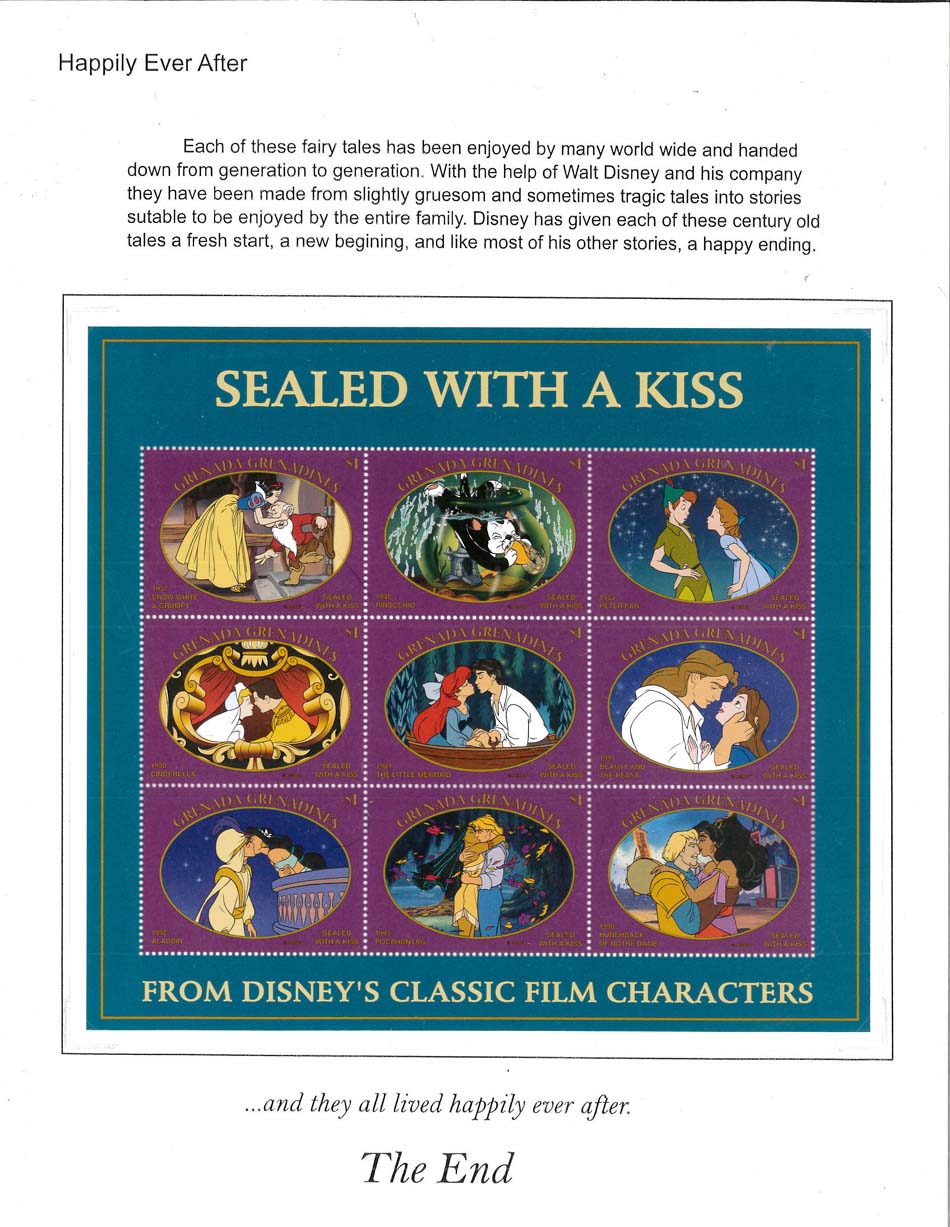 Happily Ever After
Each of these fairy tales has been enjoyed by many world wide and handed
down from generation to generation. With the help of Walt Disney and his company
they have been made from slightly gruesom and sometimes tragic tales into stories
sutable to be enjoyed by the entire family. Disney has given each of these century old
tales a fresh start, a new begining, and like most of his other stories, a happy ending.
SEALED WITH A KISS
GRENADA GRENADINES $1
1937
SNOW WHITE
& GRUMPY
SEALED
WITH A KISS
GRENADA GRENADINES $1
1940
PINOCCHIO
SEALED
WITH A KISS
GRENADA GRENADINES $1
1953
PETER PAN
SEALED
WITH A KISS
GRENADA GRENADINES $1
1950
CINDERELLA
SEALED
WITH A KISS
GRENADA GRENADINES $1
1989
THE LITTLE MERMAID
SEALED
WITH A KISS
GRENADA GRENADINES $1
1991
BEAUTY AND
THE BEAST
SEALED
WITH A KISS
GRENADA GRENADINES $1
1992
ALADDIN
SEALED
WITH A KISS
GRENADA GRENADINES $1
1995
POCAHONTAS
SEALED
WITH A KISS
GRENADA GRENADINES $1
1996
HUNCHBACK
OF NOTRE DAME
SEALED
WITH A KISS
FROM DISNEY'S CLASSIC FILM CHARACTERS
...and they all lived happily ever after.
The End